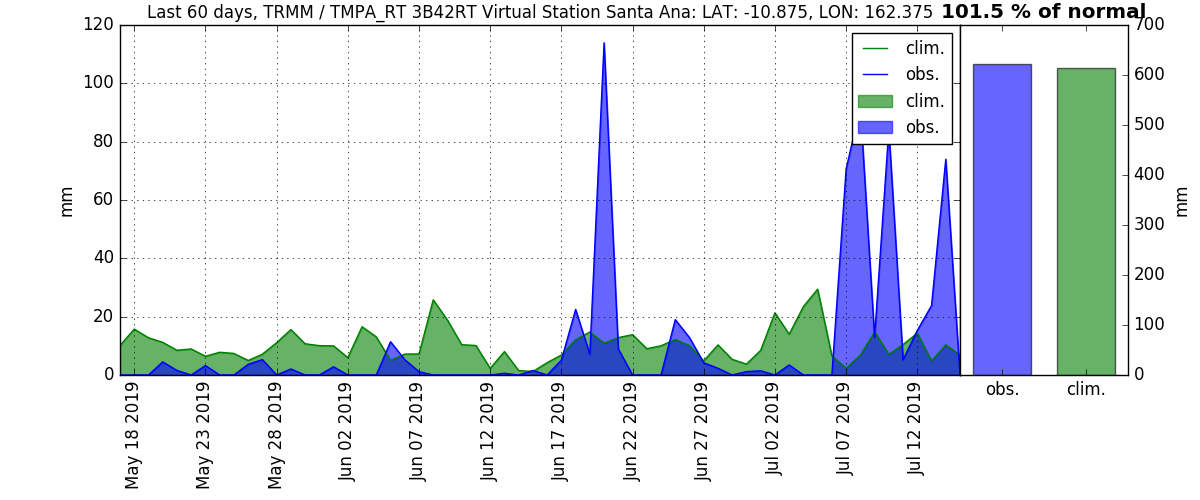 Last 60 days, TRMM / TMPA_RT 3B42RT Virtual Station Santa Ana: LAT: -10.875, LON: 162.375 101.5 % of normal
120
100
80
60
40
20
0
mm
clim.
obs.
clim.
obs.
700
600
500
400
300
200
100
0
mm
May 18 2019
May 23 2019
May 28 2019
Jun 02 2019
Jun 07 2019
Jun 12 2019
Jun 17 2019
Jun 22 2019
Jun 27 2019
Jul 02 2019
Jul 07 2019
Jul 12 2019
obs.
clim.